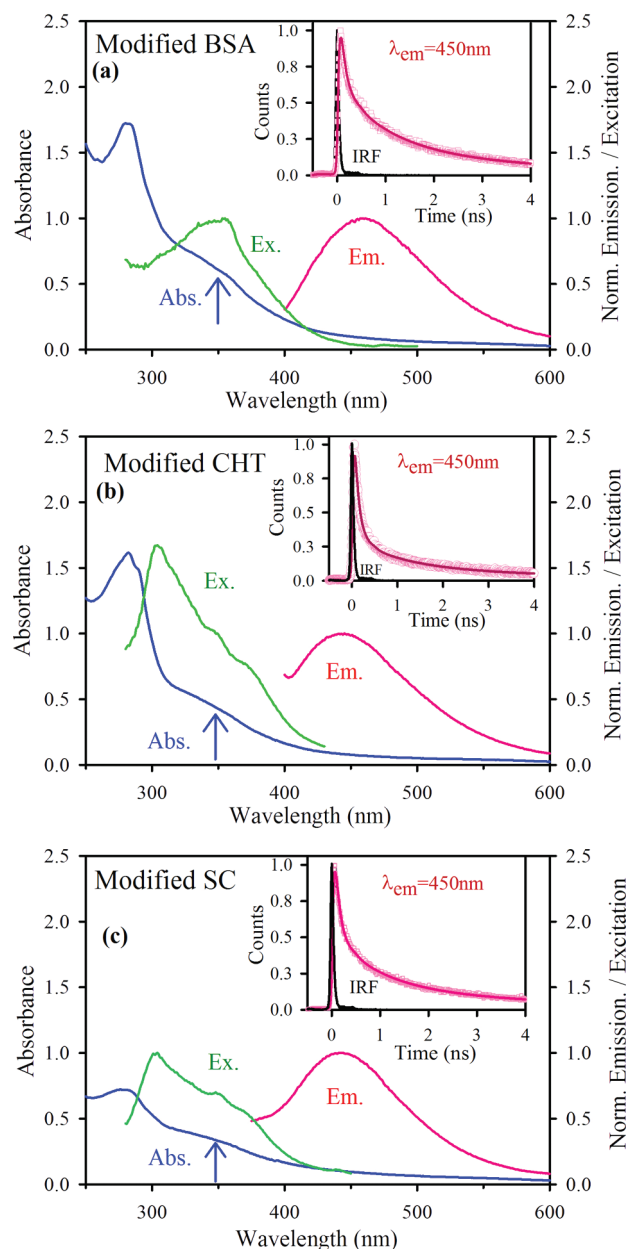 Modified BSA
(a)
λem=450nm
1.0
0.8
0.5
0.3
0.0
Counts
IRF
0 1 2 3 4
Time (ns)
2.5
2.0
1.5
1.0
0.5
0.0
Absorbance
2.5
2.0
1.5
1.0
0.5
0.0
Norm. Emission. / Excitation
Ex.
Em.
Abs.
300 400 500 600
Wavelength (nm)
Modified CHT
(b)
λem=450nm
1.0
0.8
0.5
0.3
0.0
Counts
IRF
0 1 2 3 4
Time (ns)
2.5
2.0
1.5
1.0
0.5
0.0
Absorbance
2.5
2.0
1.5
1.0
0.5
0.0
Norm. Emission. / Excitation
Ex.
Em.
Abs.
300 400 500 600
Wavelength (nm)
Modified SC
(c)
λem=450nm
1.0
0.8
0.5
0.3
0.0
Counts
IRF
0 1 2 3 4
Time (ns)
2.5
2.0
1.5
1.0
0.5
0.0
Absorbance
2.5
2.0
1.5
1.0
0.5
0.0
Norm. Emission. / Excitation
Ex.
Em.
Abs.
300 400 500 600
Wavelength (nm)